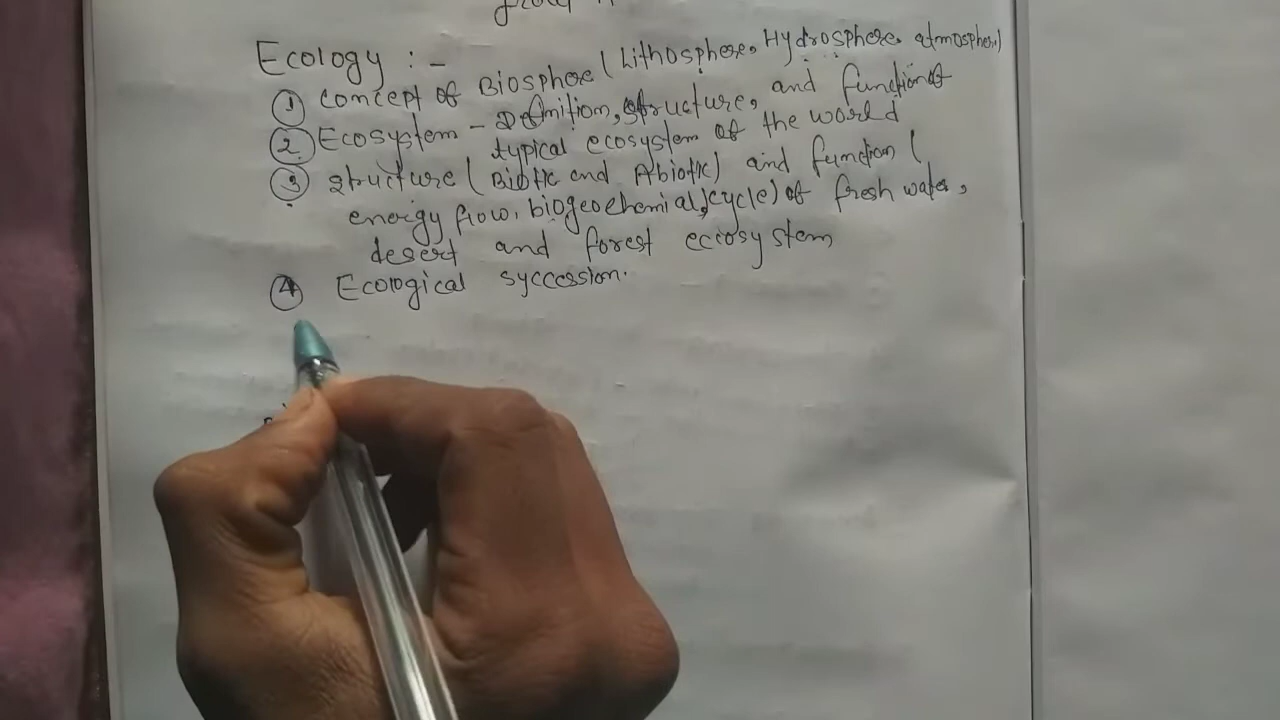 Ecology : -
① Concept of Biosphere (Lithosphere, Hydrosphere, atmosphere)
② Ecosystem - Definition, structure, and function of
typical ecosystem of the world
③ Structure (Biotic and Abiotic) and function (
energy flow, biogeochemial, cycle) of fresh water,
desert and forest eccosystem
④ Ecological syccession.